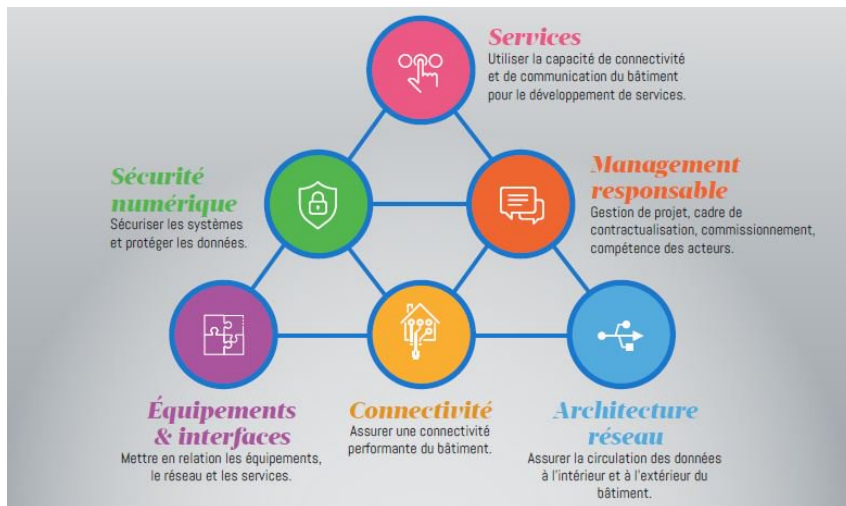 Services
Utiliser la capacité de connectivité
et de communication du bâtiment
pour le développement de services.
Sécurité
numérique
Sécuriser les systèmes
et protéger les données.
Management
responsable
Gestion de projet, cadre de
contractualisation, commissionnement,
compétence des acteurs.
Équipements
& interfaces
Mettre en relation les équipements,
le réseau et les services.
Connectivité
Assurer une connectivité
performante du bâtiment.
Architecture
réseau
Assurer la circulation des données
à l'intérieur et à l'extérieur du
bâtiment.